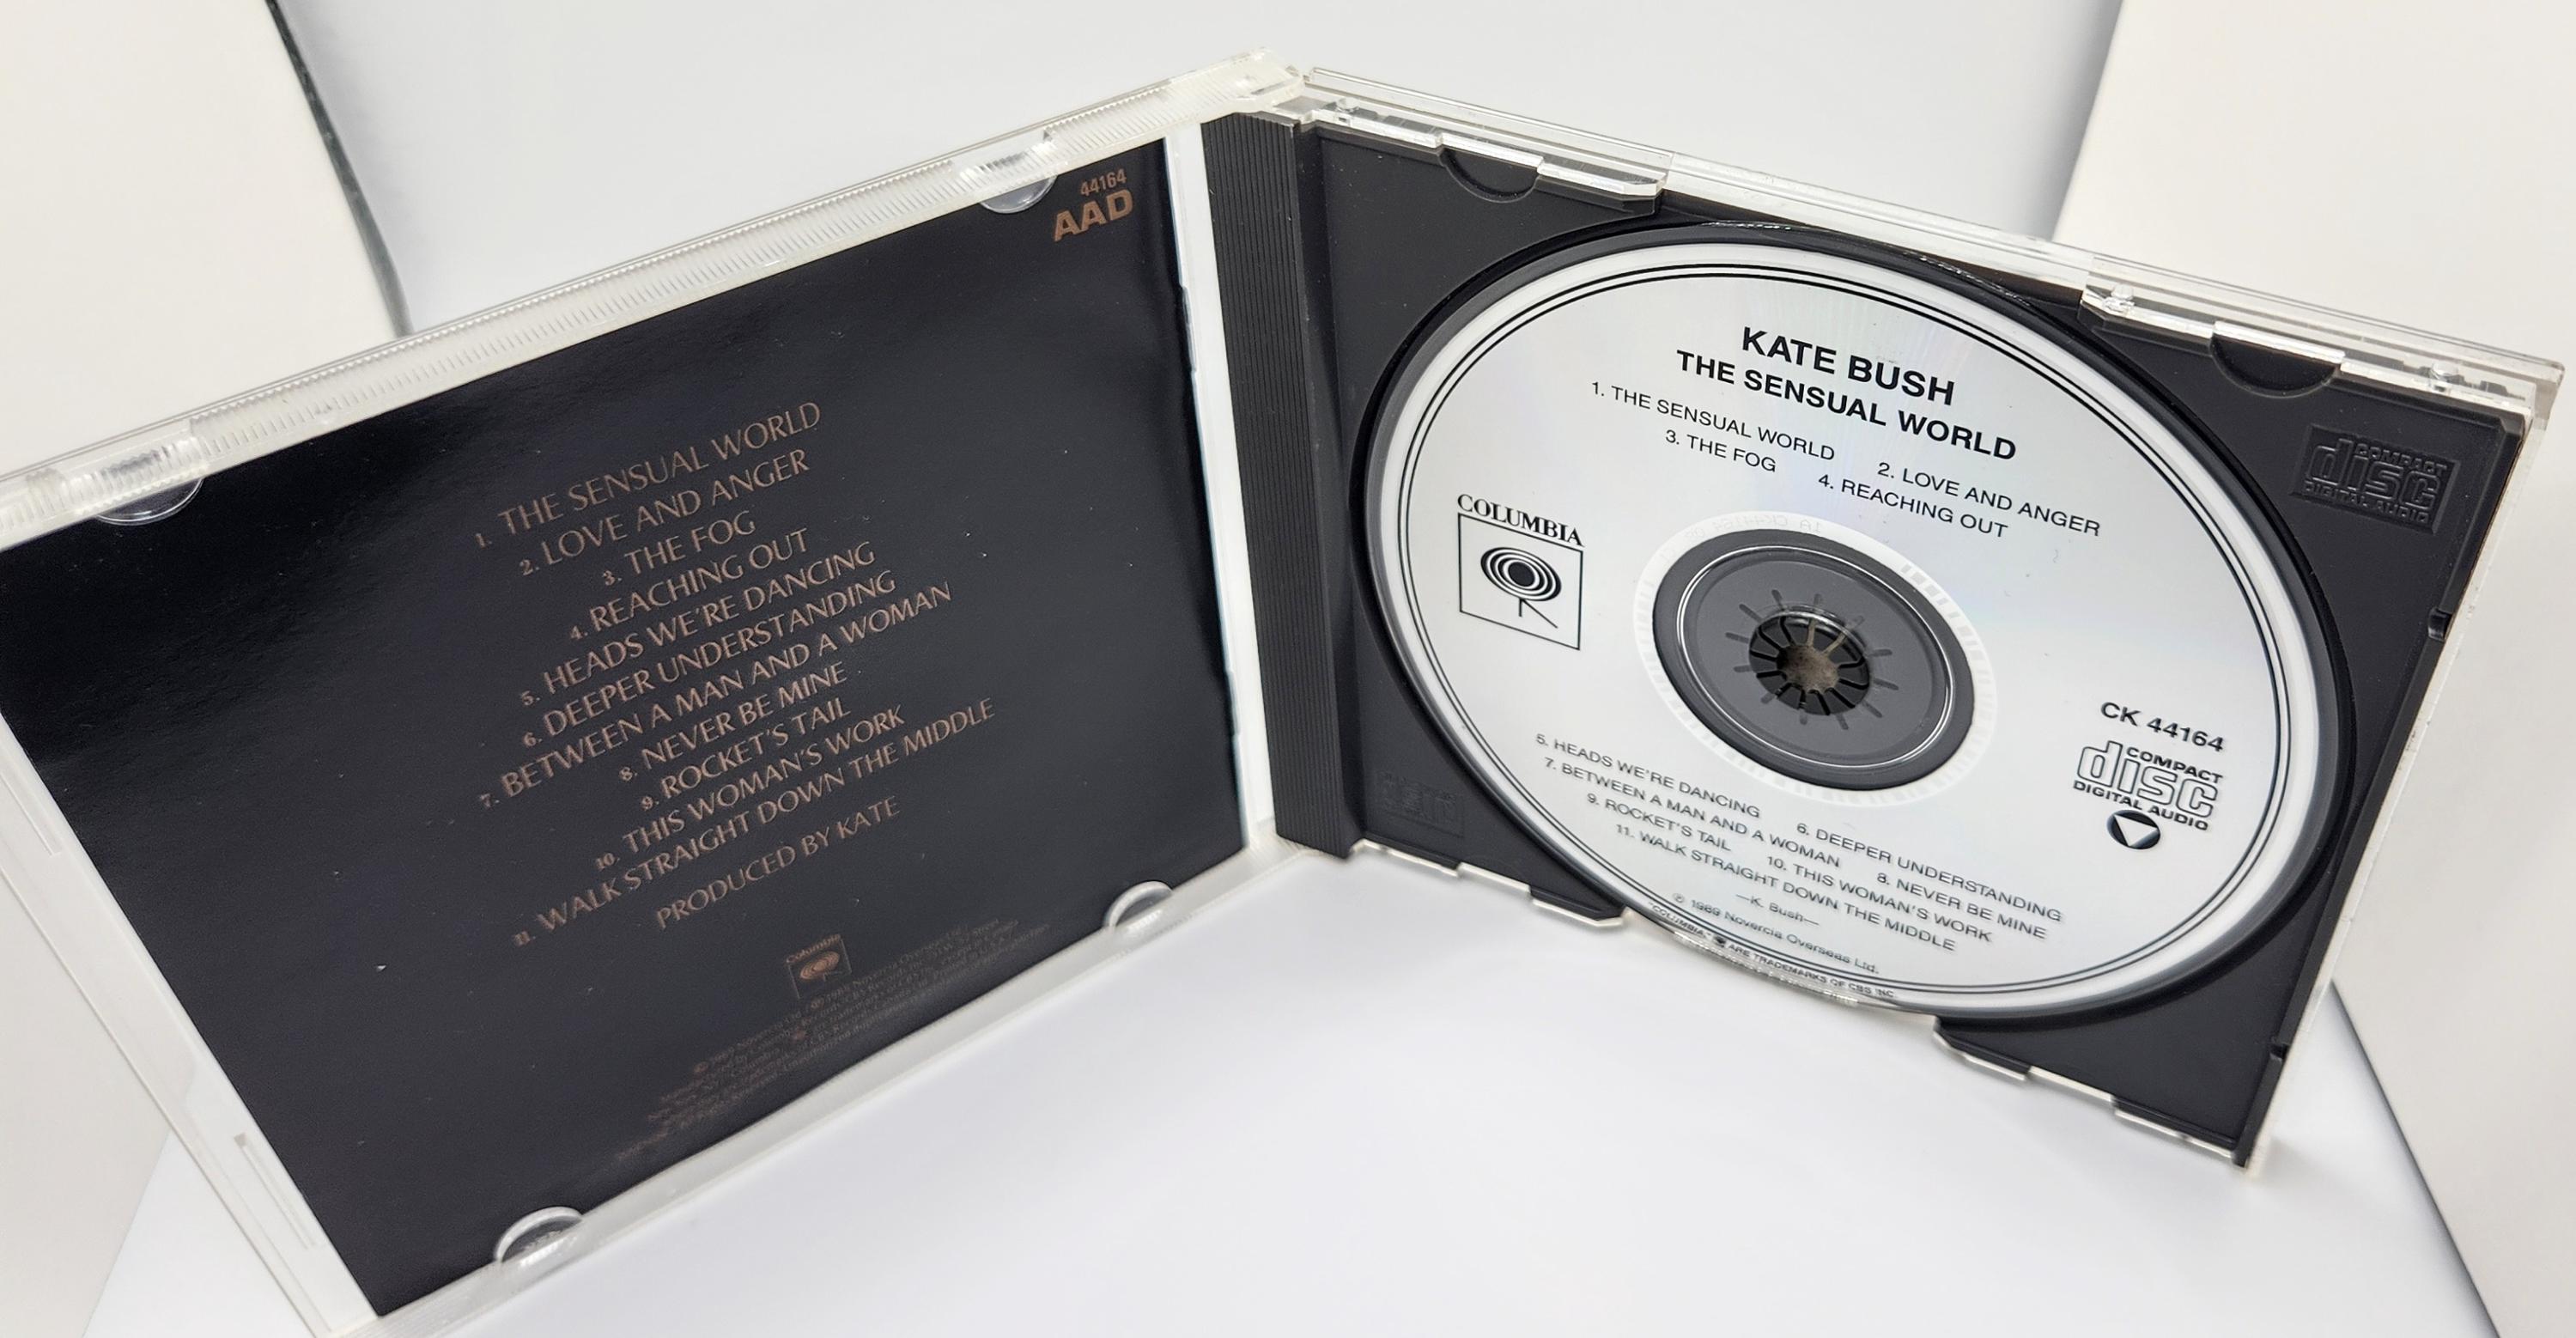 44164
AAD
1. THE SENSUAL WORLD
2. LOVE AND ANGER
3. THE FOG
4. REACHING OUT
5. HEADS WE'RE DANCING
6. DEEPER UNDERSTANDING
7. BETWEEN A MAN AND A WOMAN
8. NEVER BE MINE
9. ROCKET'S TAIL
10. THIS WOMAN'S WORK
11. WALK STRAIGHT DOWN THE MIDDLE
PRODUCED BY KATE
Columbia
KATE BUSH
THE SENSUAL WORLD
1. THE SENSUAL WORLD 2. LOVE AND ANGER
3. THE FOG 4. REACHING OUT
COLUMBIA
CK 44164
COMPACT
disc
DIGITAL AUDIO
5. HEADS WE'RE DANCING 6. DEEPER UNDERSTANDING
7. BETWEEN A MAN AND A WOMAN 8. NEVER BE MINE
9. ROCKET'S TAIL 10. THIS WOMAN'S WORK
11. WALK STRAIGHT DOWN THE MIDDLE
—K. Bush—
℗ 1989 Novercia Overseas Ltd.
"COLUMBIA," ARE TRADEMARKS OF CBS INC.
COMPACT
disc
DIGITAL AUDIO